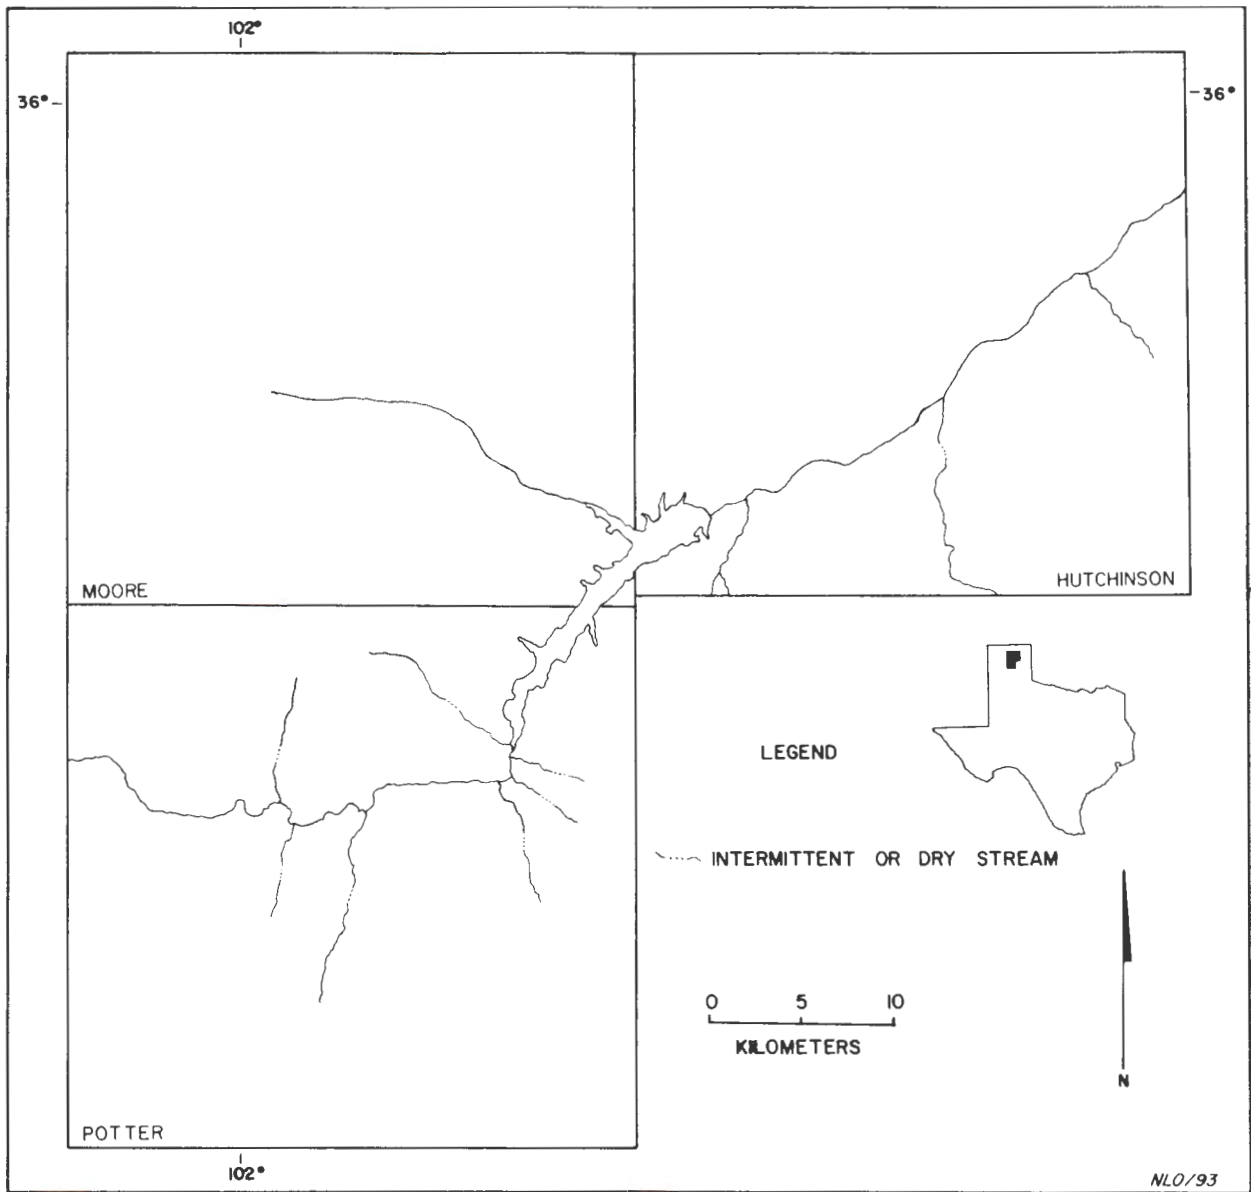 102°
36°
36°
MOORE
HUTCHINSON
LEGEND
INTERMITTENT OR DRY STREAM
0 5 10
KILOMETERS
N
POTTER
102°
NLO/93